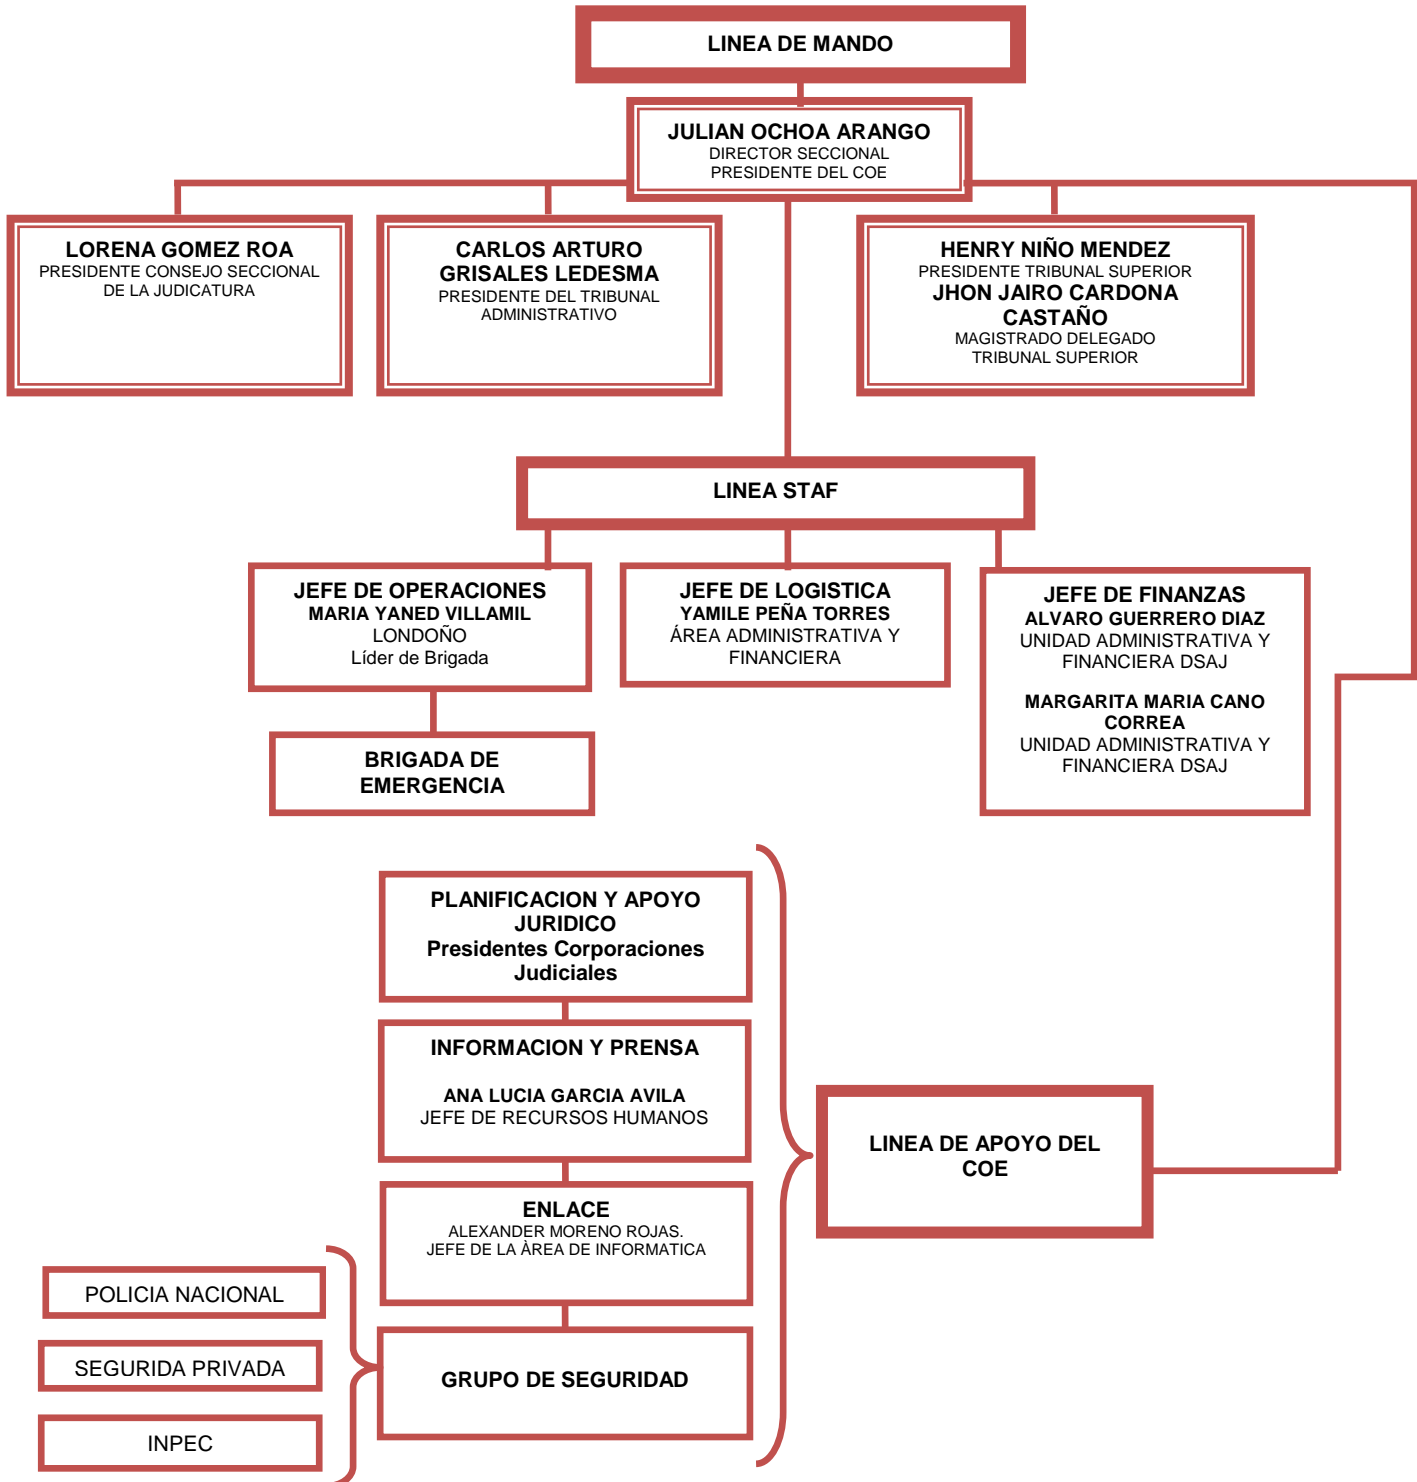 LINEA DE MANDO
JULIAN OCHOA ARANGO
DIRECTOR SECCIONAL
PRESIDENTE DEL COE
LORENA GOMEZ ROA
PRESIDENTE CONSEJO SECCIONAL
DE LA JUDICATURA
CARLOS ARTURO
GRISALES LEDESMA
PRESIDENTE DEL TRIBUNAL
ADMINISTRATIVO
HENRY NIÑO MENDEZ
PRESIDENTE TRIBUNAL SUPERIOR
JHON JAIRO CARDONA
CASTAÑO
MAGISTRADO DELEGADO
TRIBUNAL SUPERIOR
LINEA STAF
JEFE DE OPERACIONES
MARIA YANED VILLAMIL
LONDOÑO
Líder de Brigada
JEFE DE LOGISTICA
YAMILE PEÑA TORRES
ÁREA ADMINISTRATIVA Y
FINANCIERA
JEFE DE FINANZAS
ALVARO GUERRERO DIAZ
UNIDAD ADMINISTRATIVA Y
FINANCIERA DSAJ
MARGARITA MARIA CANO
CORREA
UNIDAD ADMINISTRATIVA Y
FINANCIERA DSAJ
BRIGADA DE
EMERGENCIA
PLANIFICACION Y APOYO
JURIDICO
Presidentes Corporaciones
Judiciales
INFORMACION Y PRENSA
ANA LUCIA GARCIA AVILA
JEFE DE RECURSOS HUMANOS
LINEA DE APOYO DEL
COE
ENLACE
ALEXANDER MORENO ROJAS.
JEFE DE LA ÀREA DE INFORMATICA
POLICIA NACIONAL
SEGURIDA PRIVADA
INPEC
GRUPO DE SEGURIDAD